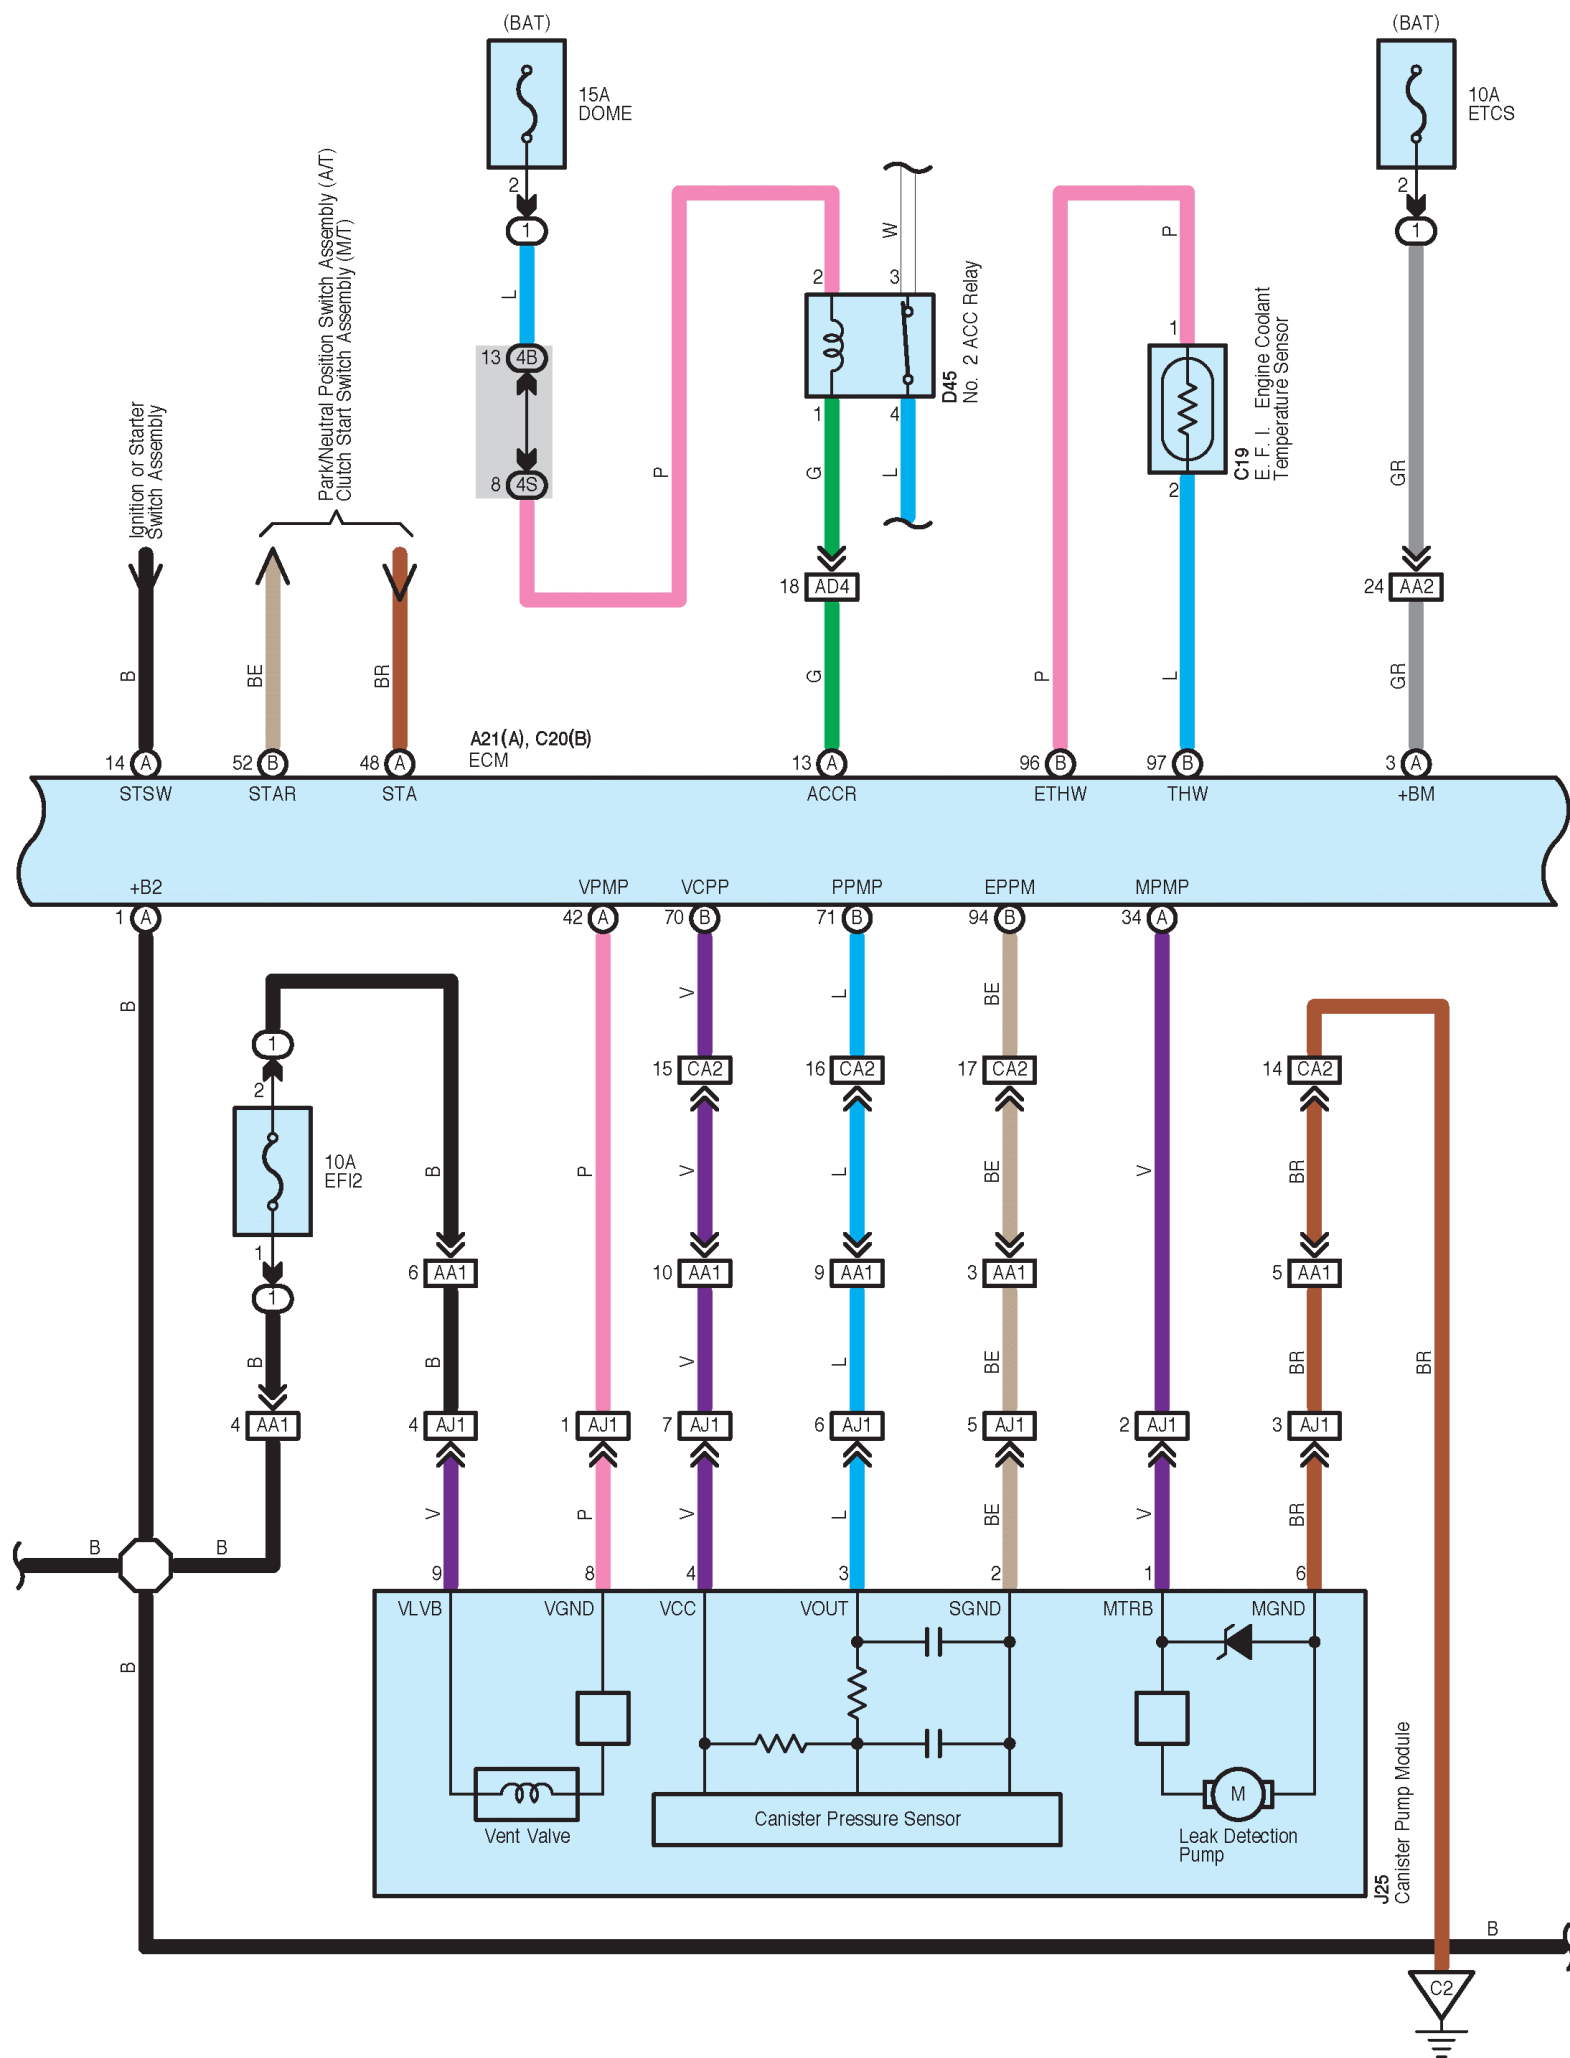 (BAT)
(BAT)
15A
DOME
10A
ETCS
2
1
L
13 4B
8 4S
P
2
3
W
1
4
G
L
D45
No. 2 ACC Relay
18 AD4
G
P
P
1
2
C19
E. F. I. Engine Coolant
Temperature Sensor
L
2
1
GR
24 AA2
GR
Ignition or Starter
Switch Assembly
Park/Neutral Position Switch Assembly (A/T)
Clutch Start Switch Assembly (M/T)
B
BE
BR
A21(A), C20(B)
ECM
14 A
52 B
48 A
13 A
96 B
97 B
3 A
STSW
STAR
STA
ACCR
ETHW
THW
+BM
+B2
VPMP
VCPP
PPMP
EPPM
MPMP
1 A
42 A
70 B
71 B
94 B
34 A
B
V
L
BE
1
2
10A
EFI2
1
1
B
4 AA1
15 CA2
16 CA2
17 CA2
14 CA2
B
P
V
L
BE
V
BR
6 AA1
10 AA1
9 AA1
3 AA1
5 AA1
B
V
L
BE
BR
BR
4 AJ1
1 AJ1
7 AJ1
6 AJ1
5 AJ1
2 AJ1
3 AJ1
V
P
V
L
BE
V
BR
B
B
B
9
8
4
3
2
1
6
VLVB
VGND
VCC
VOUT
SGND
MTRB
MGND
Vent Valve
Canister Pressure Sensor
M
Leak Detection
Pump
J25
Canister Pump Module
B
C2